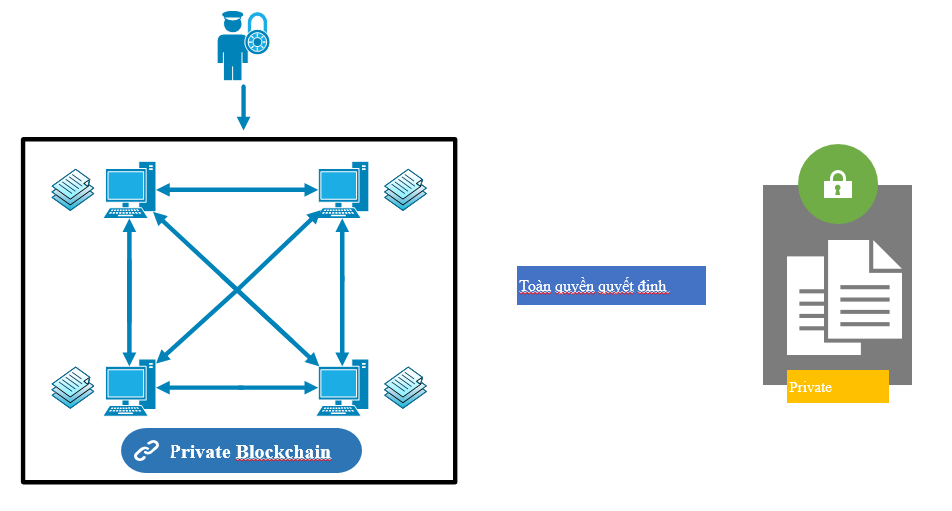 Toàn quyền quyết định
Private
Private Blockchain